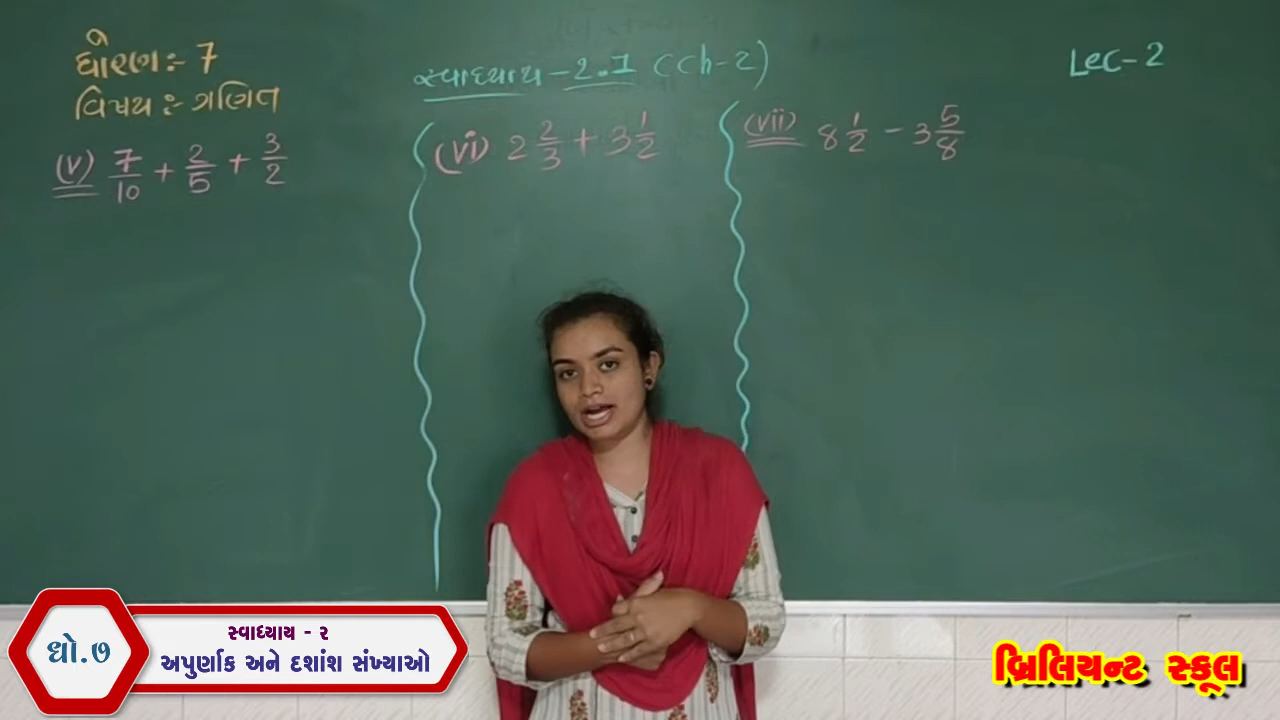 ધોરણ:- 7
વિષય:- ગણિત
સ્વાધ્યાય - 2.1 (Ch-2)
Lec-2
(v) 7/10 + 2/5 + 3/2
(vi) 2 2/3 + 3 1/2
(vii) 8 1/2 - 3 5/8
ધો.૭
સ્વાધ્યાય - ૨
અપુર્ણાક અને દશાંશ સંખ્યાઓ
બ્રિલિયન્ટ સ્કૂલ